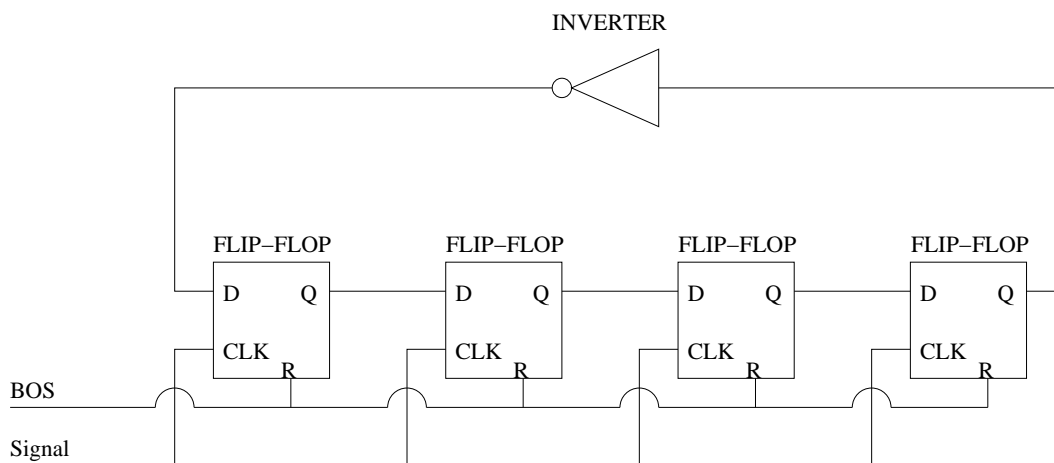 INVERTER
FLIP−FLOP FLIP−FLOP FLIP−FLOP FLIP−FLOP
D Q D Q D Q D Q
CLK CLK CLK CLK
R R R R
BOS
Signal